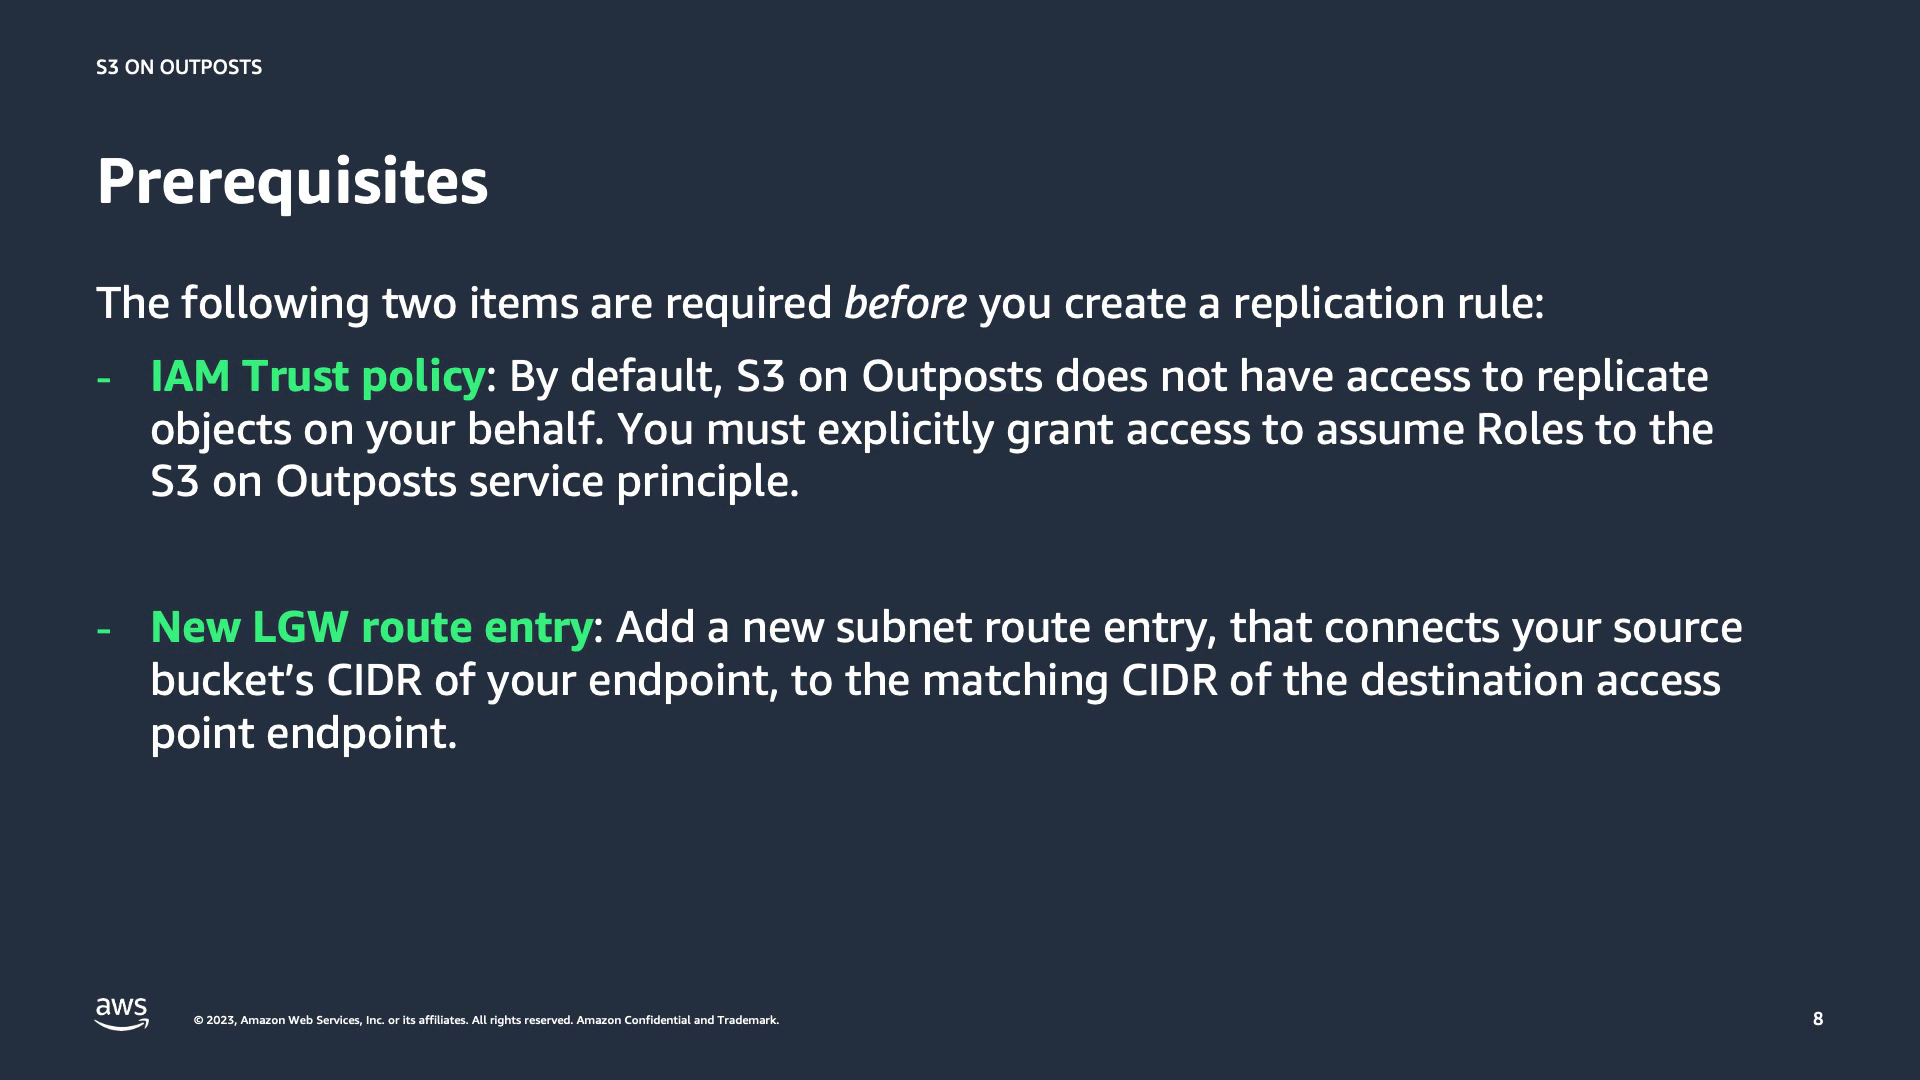 S3 ON OUTPOSTS
Prerequisites
The following two items are required before you create a replication rule:
- IAM Trust policy: By default, S3 on Outposts does not have access to replicate
objects on your behalf. You must explicitly grant access to assume Roles to the
S3 on Outposts service principle.
- New LGW route entry: Add a new subnet route entry, that connects your source
bucket’s CIDR of your endpoint, to the matching CIDR of the destination access
point endpoint.
aws
© 2023, Amazon Web Services, Inc. or its affiliates. All rights reserved. Amazon Confidential and Trademark.
8